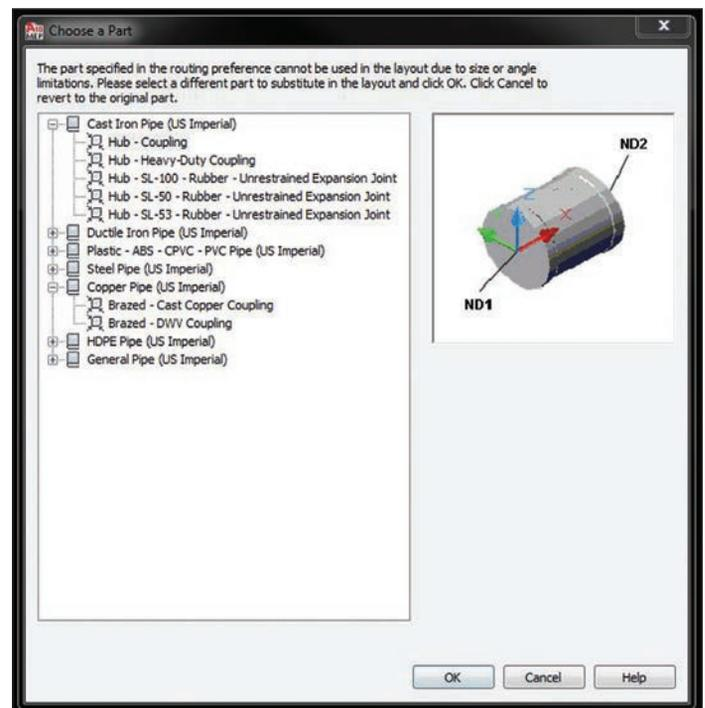 A MEP
Choose a Part
x
The part specified in the routing preference cannot be used in the layout due to size or angle
limitations. Please select a different part to substitute in the layout and click OK. Click Cancel to
revert to the original part.
Cast Iron Pipe (US Imperial)
Hub - Coupling
Hub - Heavy-Duty Coupling
Hub - SL-100 - Rubber - Unrestrained Expansion Joint
Hub - SL-50 - Rubber - Unrestrained Expansion Joint
Hub - SL-53 - Rubber - Unrestrained Expansion Joint
Ductile Iron Pipe (US Imperial)
Plastic - ABS - CPVC - PVC Pipe (US Imperial)
Steel Pipe (US Imperial)
Copper Pipe (US Imperial)
Brazed - Cast Copper Coupling
Brazed - DWV Coupling
HDPE Pipe (US Imperial)
General Pipe (US Imperial)
ND2
Z
Y
X
ND1
OK
Cancel
Help